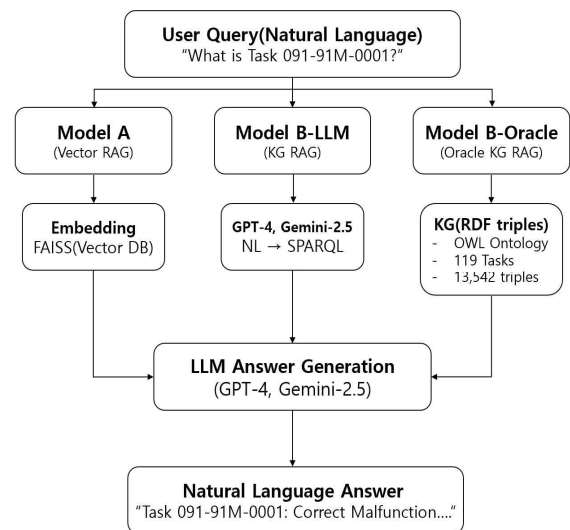 User Query(Natural Language)
“What is Task 091-91M-0001?”
Model A
(Vector RAG)
Model B-LLM
(KG RAG)
Model B-Oracle
(Oracle KG RAG)
Embedding
FAISS(Vector DB)
GPT-4, Gemini-2.5
NL → SPARQL
KG(RDF triples)
- OWL Ontology
- 119 Tasks
- 13,542 triples
LLM Answer Generation
(GPT-4, Gemini-2.5)
Natural Language Answer
“Task 091-91M-0001: Correct Malfunction....”